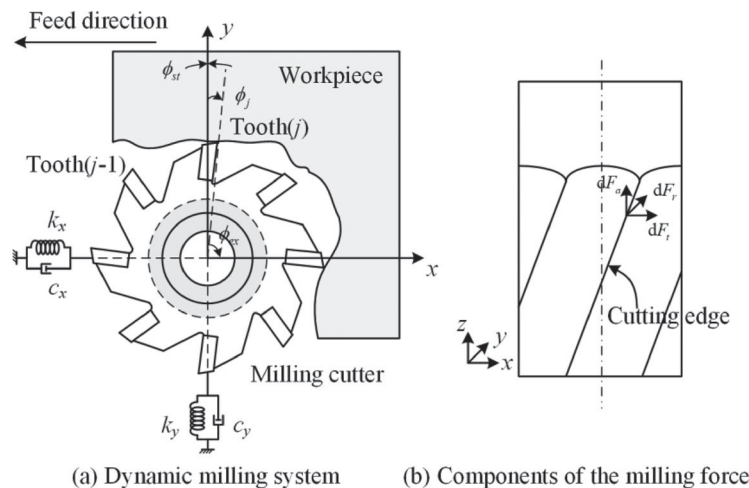 Feed direction
y
ϕst
Workpiece
ϕj
Tooth(j)
Tooth(j-1)
kx
ϕex
x
cx
Milling cutter
ky
cy
(a) Dynamic milling system
dFa
dFr
dFt
Cutting edge
z
y
x
(b) Components of the milling force